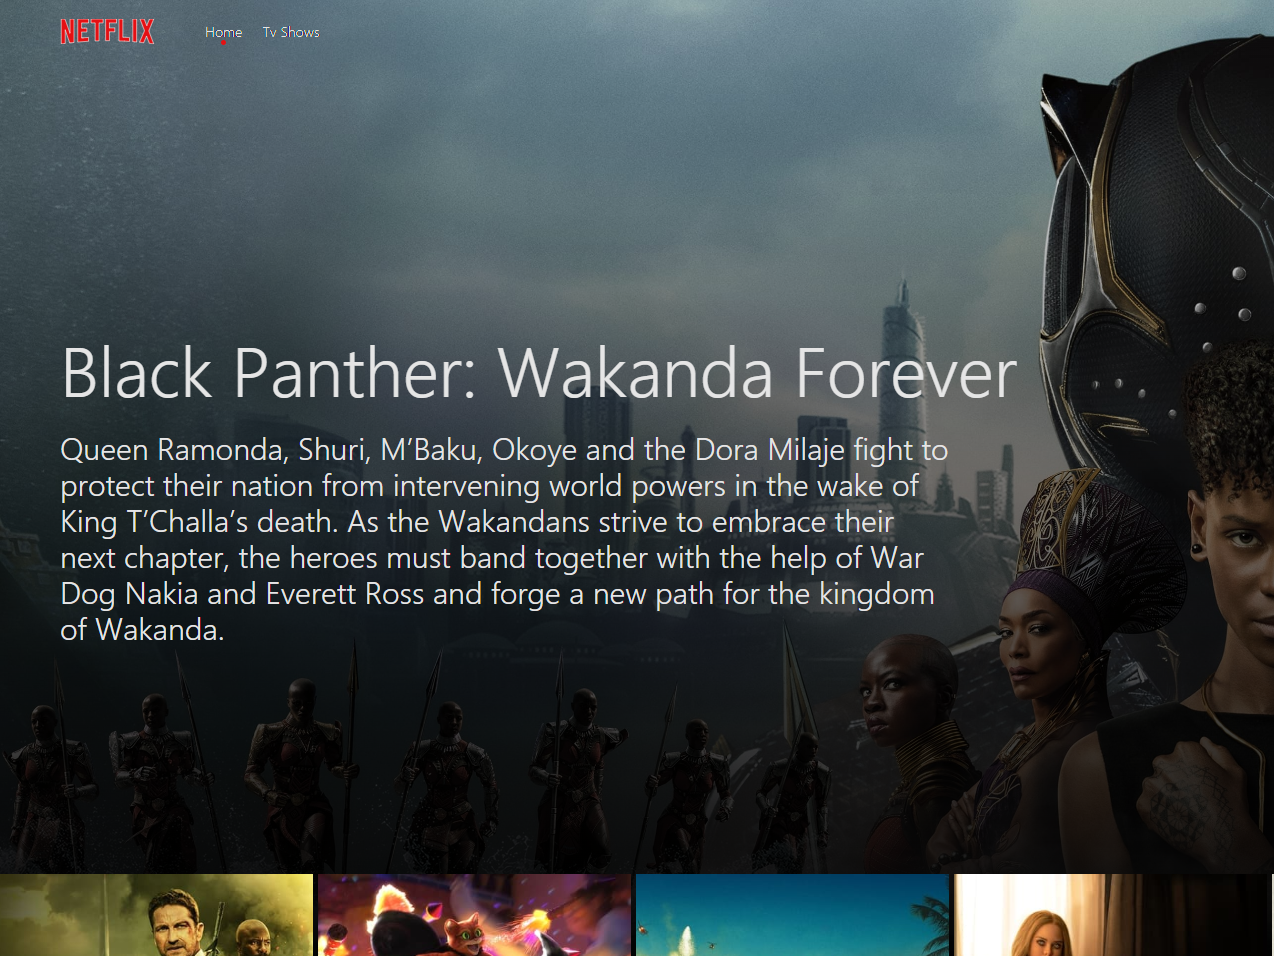 NETFLIX
Home
Tv Shows
Black Panther: Wakanda Forever
Queen Ramonda, Shuri, M’Baku, Okoye and the Dora Milaje fight to
protect their nation from intervening world powers in the wake of
King T’Challa’s death. As the Wakandans strive to embrace their
next chapter, the heroes must band together with the help of War
Dog Nakia and Everett Ross and forge a new path for the kingdom
of Wakanda.